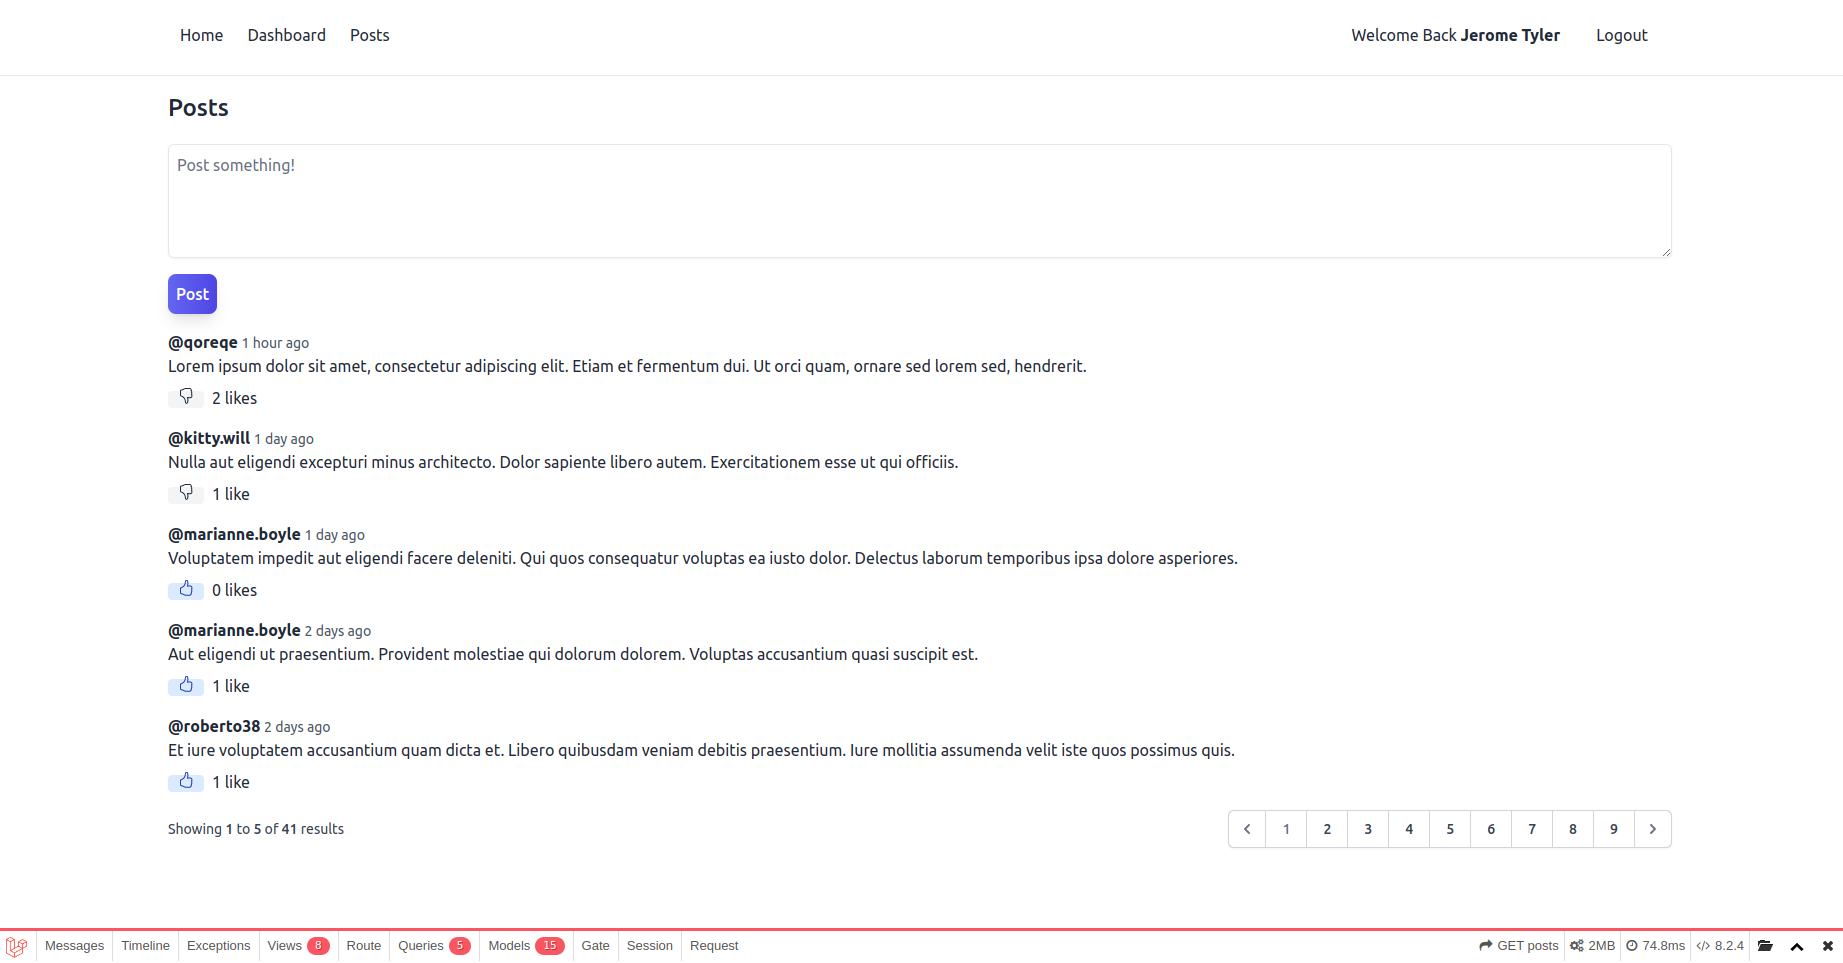 Home Dashboard Posts Welcome Back Jerome Tyler Logout
Posts
Post something!
Post
@qoreqe 1 hour ago
Lorem ipsum dolor sit amet, consectetur adipiscing elit. Etiam et fermentum dui. Ut orci quam, ornare sed lorem sed, hendrerit.
2 likes
@kitty.will 1 day ago
Nulla aut eligendi excepturi minus architecto. Dolor sapiente libero autem. Exercitationem esse ut qui officiis.
1 like
@marianne.boyle 1 day ago
Voluptatem impedit aut eligendi facere deleniti. Qui quos consequatur voluptas ea iusto dolor. Delectus laborum temporibus ipsa dolore asperiores.
0 likes
@marianne.boyle 2 days ago
Aut eligendi ut praesentium. Provident molestiae qui dolorum dolorem. Voluptas accusantium quasi suscipit est.
1 like
@roberto38 2 days ago
Et iure voluptatem accusantium quam dicta et. Libero quibusdam veniam debitis praesentium. Iure mollitia assumenda velit iste quos possimus quis.
1 like
Showing 1 to 5 of 41 results 1 2 3 4 5 6 7 8 9
Messages Timeline Exceptions Views 8 Route Queries 5 Models 15 Gate Session Request GET posts 2MB 74.8ms 8.2.4